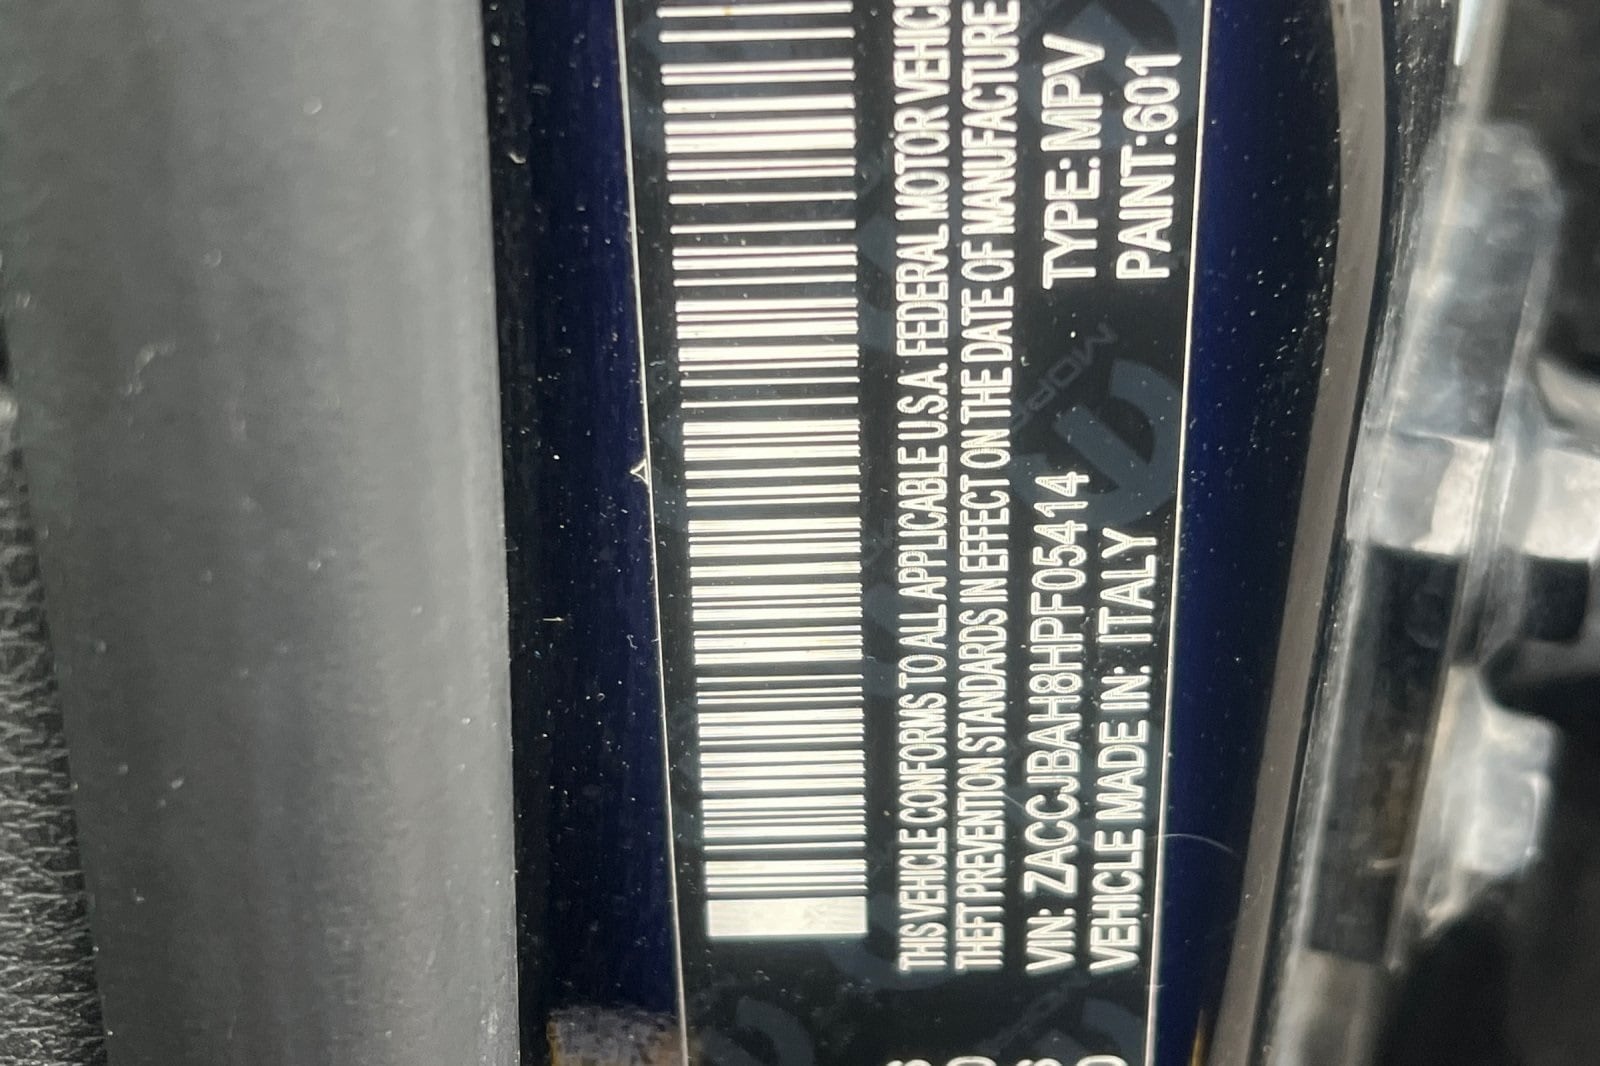 THIS VEHICLE CONFORMS TO ALL APPLICABLE U.S.A. FEDERAL MOTOR
THEFT PREVENTION STANDARDS IN EFFECT ON THE DATE OF MANUFACTURE
VIN: ZACCJBAH8HPF05414 TYPE: MPV
VEHICLE MADE IN: ITALY PAINT:601